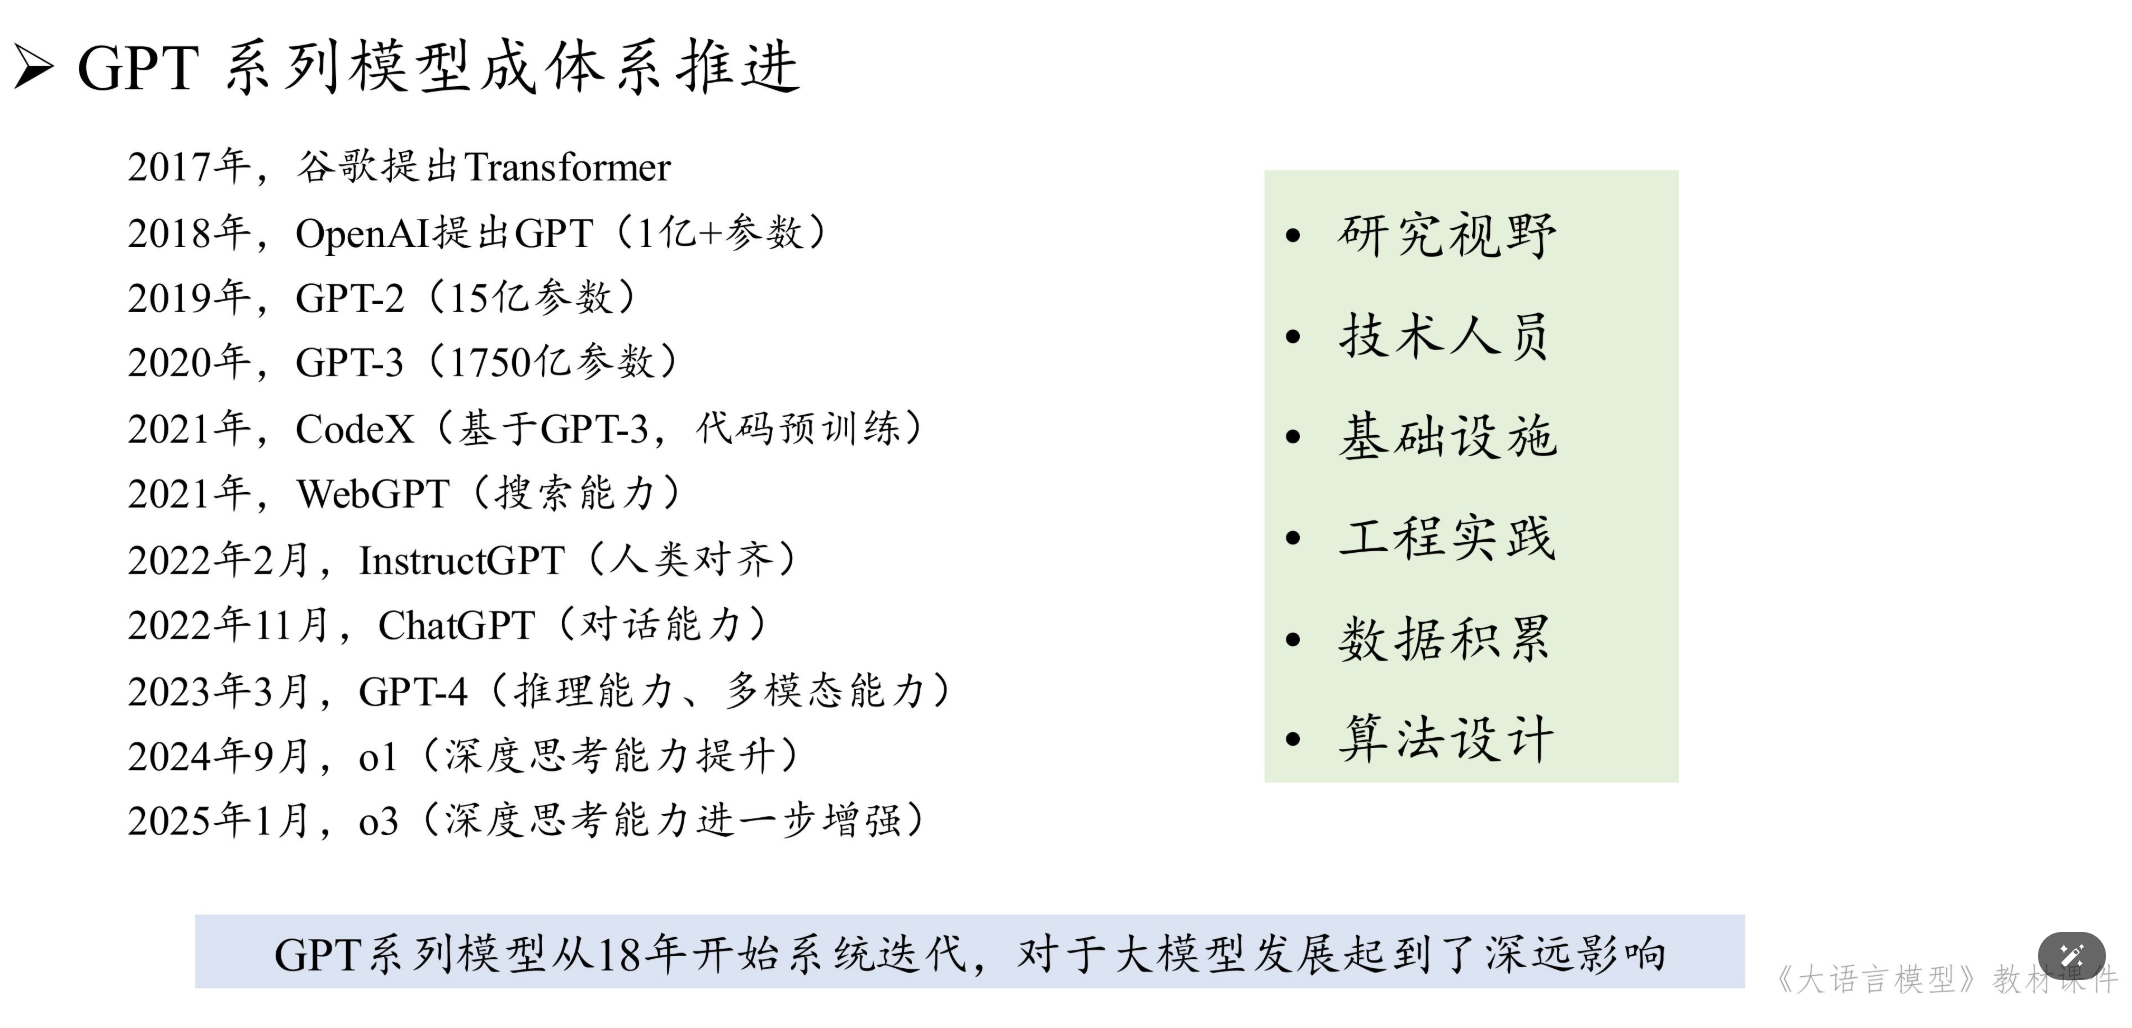 ➢ GPT 系列模型成体系推进
2017年，谷歌提出Transformer
2018年，OpenAI提出GPT（1亿+参数）
2019年，GPT-2（15亿参数）
2020年，GPT-3（1750亿参数）
2021年，CodeX（基于GPT-3，代码预训练）
2021年，WebGPT（搜索能力）
2022年2月，InstructGPT（人类对齐）
2022年11月，ChatGPT（对话能力）
2023年3月，GPT-4（推理能力、多模态能力）
2024年9月，o1（深度思考能力提升）
2025年1月，o3（深度思考能力进一步增强）
• 研究视野
• 技术人员
• 基础设施
• 工程实践
• 数据积累
• 算法设计
GPT系列模型从18年开始系统迭代，对于大模型发展起到了深远影响
《大语言模型》教材课件